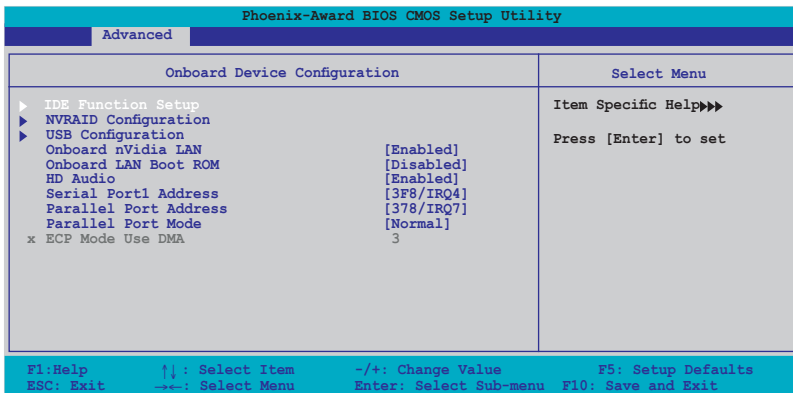 Phoenix-Award BIOS CMOS Setup Utility
Advanced
Onboard Device Configuration
Select Menu
▶ IDE Function Setup
▶ NVRAID Configuration
▶ USB Configuration
Onboard nVidia LAN [Enabled]
Onboard LAN Boot ROM [Disabled]
HD Audio [Enabled]
Serial Port1 Address [3F8/IRQ4]
Parallel Port Address [378/IRQ7]
Parallel Port Mode [Normal]
x ECP Mode Use DMA 3
Item Specific Help▶▶▶
Press [Enter] to set
F1:Help ↑↓: Select Item -/+: Change Value F5: Setup Defaults
ESC: Exit →←: Select Menu Enter: Select Sub-menu F10: Save and Exit